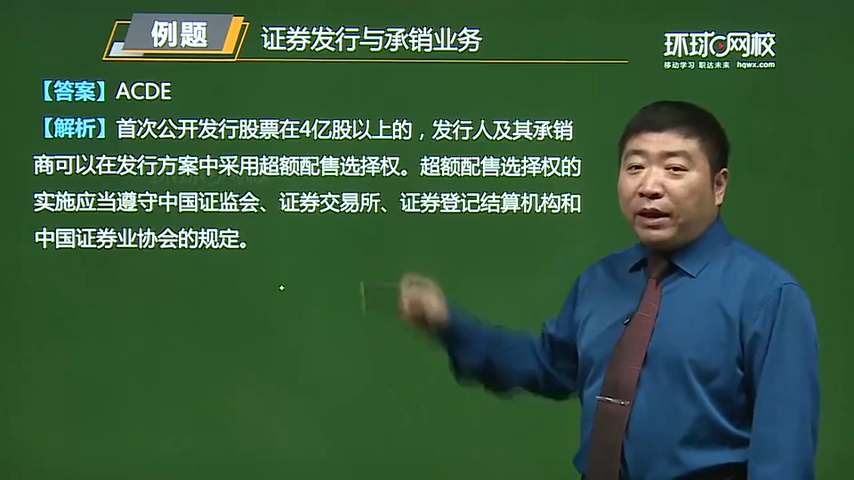 例题
证券发行与承销业务
环球网校
移动学习 职达未来 hqwx.com
【答案】ACDE
【解析】首次公开发行股票在4亿股以上的，发行人及其承销
商可以在发行方案中采用超额配售选择权。超额配售选择权的
实施应当遵守中国证监会、证券交易所、证券登记结算机构和
中国证券业协会的规定。